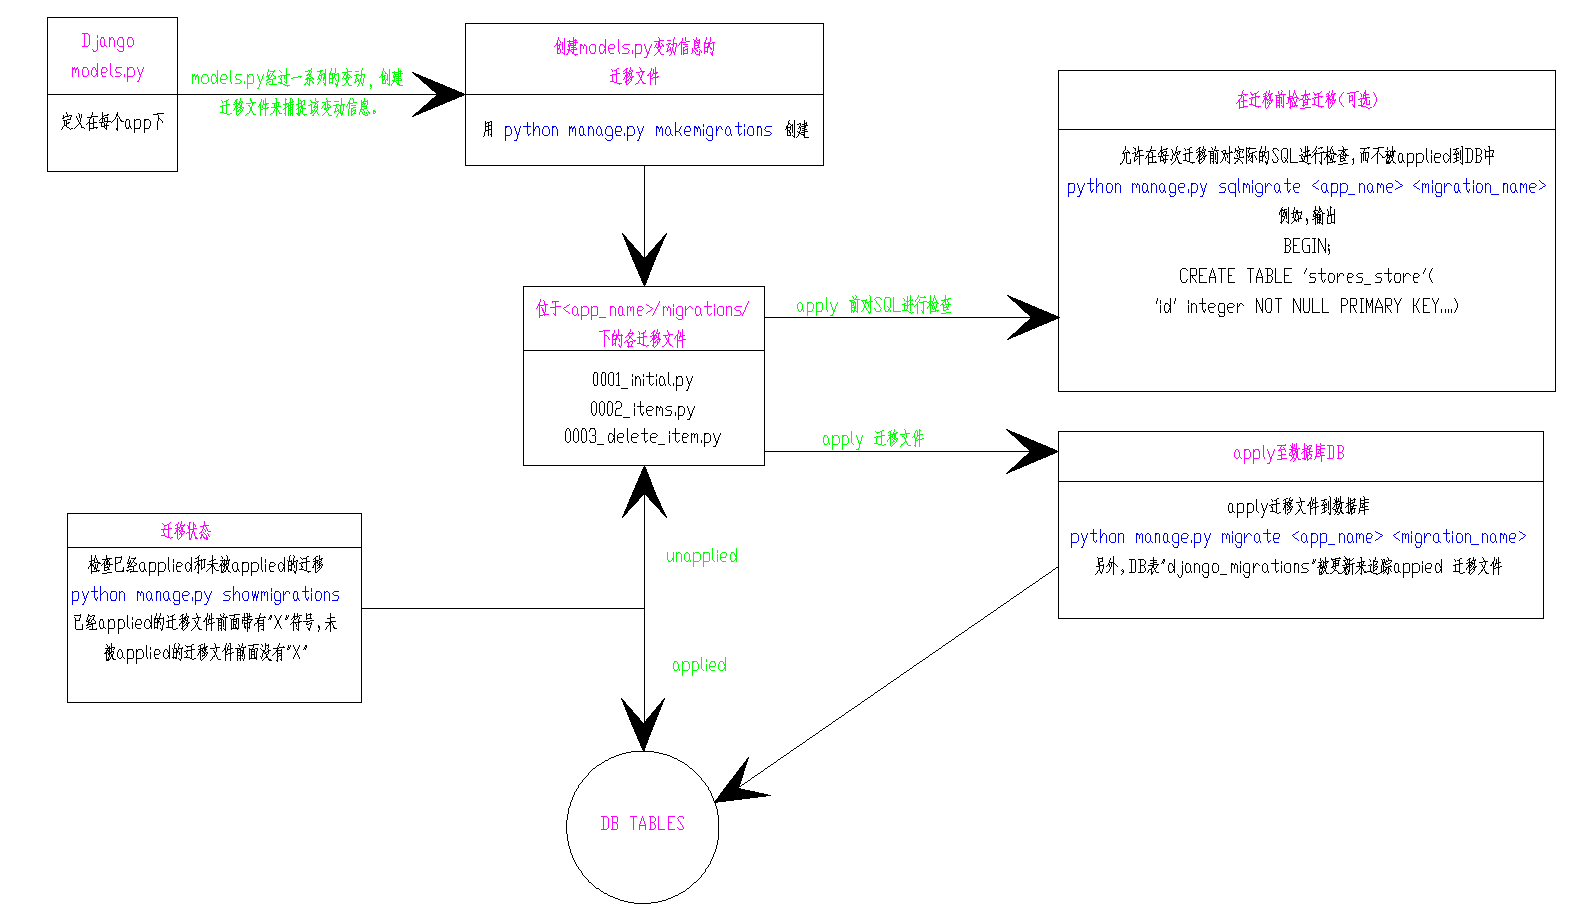 Django
models.py
定义在每个app下
models.py经过一系列的变动，创建
迁移文件来捕捉该变动信息。
创建models.py变动信息的
迁移文件
用 python manage.py makemigrations 创建
在迁移前检查迁移(可选)
允许在每次迁移前对实际的SQL进行检查，而不被applied到DB中
python manage.py sqlmigrate <app_name> <migration_name>
例如，输出
BEGIN;
CREATE TABLE 'stores_store'(
'id' integer NOT NULL PRIMARY KEY....)
位于<app_name>/migrations/
下的各迁移文件
0001_initial.py
0002_items.py
0003_delete_item.py
apply 前对SQL进行检查
apply 迁移文件
apply至数据库DB
apply迁移文件到数据库
python manage.py migrate <app_name> <migration_name>
另外，DB表"django_migrations"被更新来追踪appied 迁移文件
迁移状态
检查已经applied和未被applied的迁移
python manage.py showmigrations
已经applied的迁移文件前面带有"X"符号，未
被applied的迁移文件前面没有"X"
unapplied
applied
DB TABLES